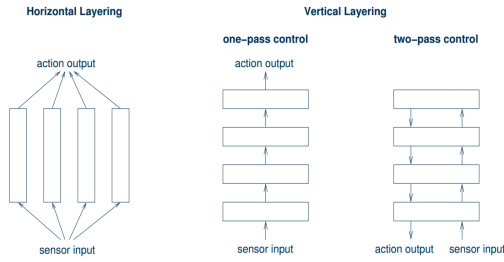 Horizontal Layering
Vertical Layering
one-pass control
two-pass control
action output
action output
sensor input
sensor input
action output
sensor input